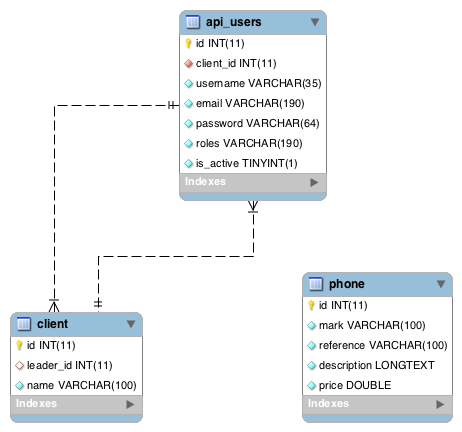 api_users
id INT(11)
client_id INT(11)
username VARCHAR(35)
email VARCHAR(190)
password VARCHAR(64)
roles VARCHAR(190)
is_active TINYINT(1)
Indexes
client
id INT(11)
leader_id INT(11)
name VARCHAR(100)
Indexes
phone
id INT(11)
mark VARCHAR(100)
reference VARCHAR(100)
description LONGTEXT
price DOUBLE
Indexes